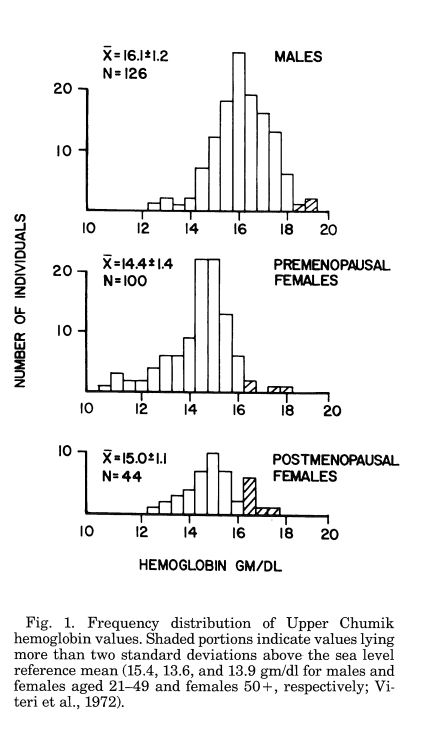 X̄=16.1±1.2
N=126
MALES
20
10
10 12 14 16 18 20
X̄=14.4±1.4
N=100
PREMENOPAUSAL
FEMALES
20
10
10 12 14 16 18 20
X̄=15.0±1.1
N=44
POSTMENOPAUSAL
FEMALES
10
10 12 14 16 18 20
NUMBER OF INDIVIDUALS
HEMOGLOBIN GM/DL
Fig. 1. Frequency distribution of Upper Chumik
hemoglobin values. Shaded portions indicate values lying
more than two standard deviations above the sea level
reference mean (15.4, 13.6, and 13.9 gm/dl for males and
females aged 21–49 and females 50+, respectively; Vi-
teri et al., 1972).